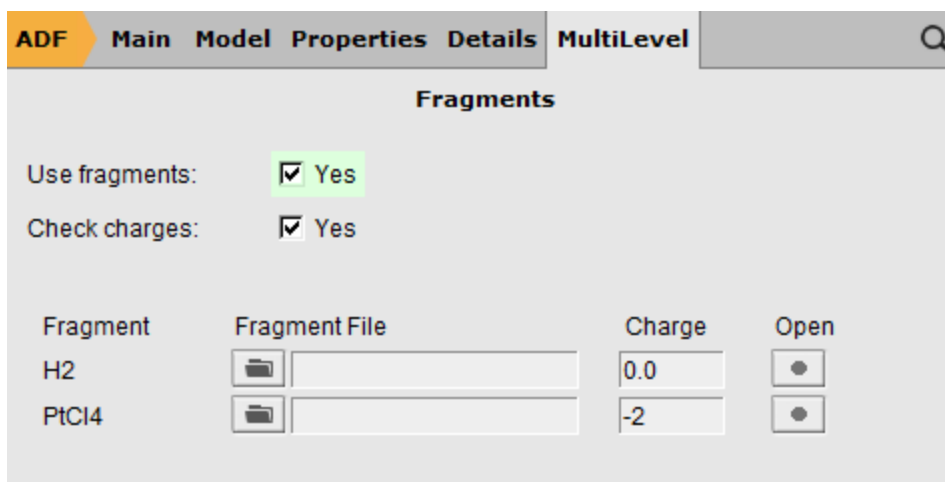 ADF Main Model Properties Details MultiLevel
Fragments
Use fragments: Yes
Check charges: Yes
Fragment Fragment File Charge Open
H2 0.0
PtCl4 -2